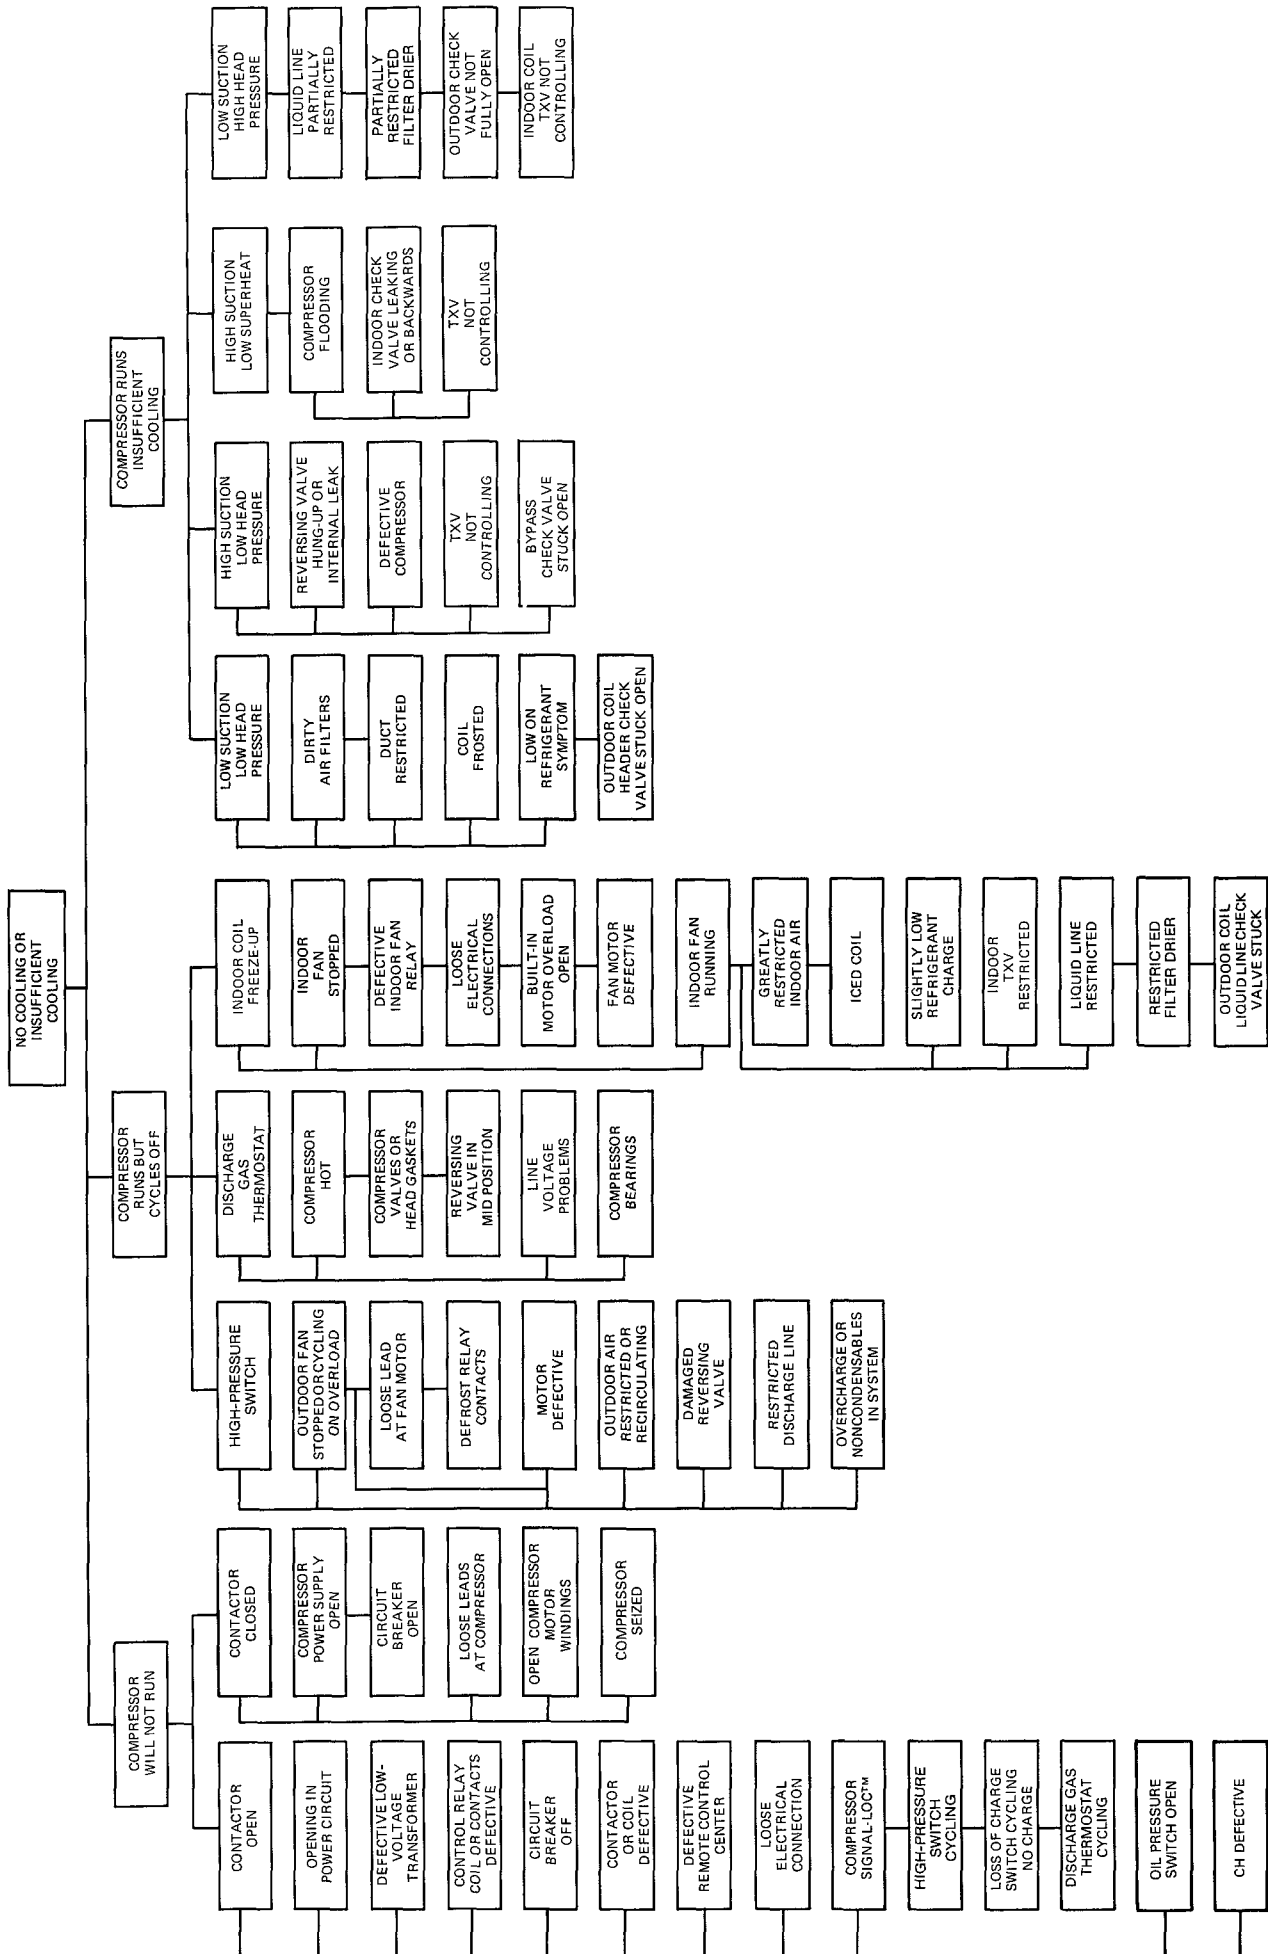 NO COOLING OR
INSUFFICIENT
COOLING
COMPRESSOR
WILL NOT RUN
CONTACTOR
OPEN
OPENING IN
POWER CIRCUIT
DEFECTIVE LOW-
VOLTAGE
TRANSFORMER
CONTROL RELAY
COIL OR CONTACTS
DEFECTIVE
CIRCUIT
BREAKER
OFF
CONTACTOR
OR COIL
DEFECTIVE
DEFECTIVE
REMOTE CONTROL
CENTER
LOOSE
ELECTRICAL
CONNECTION
COMPRESSOR
SIGNAL-LOC™
HIGH-PRESSURE
SWITCH
CYCLING
LOSS OF CHARGE
SWITCH CYCLING
NO CHARGE
DISCHARGE GAS
THERMOSTAT
CYCLING
OIL PRESSURE
SWITCH OPEN
CH DEFECTIVE
CONTACTOR
CLOSED
COMPRESSOR
POWER SUPPLY
OPEN
CIRCUIT
BREAKER
OPEN
LOOSE LEADS
AT COMPRESSOR
OPEN COMPRESSOR
MOTOR
WINDINGS
COMPRESSOR
SEIZED
COMPRESSOR
RUNS BUT
CYCLES OFF
HIGH-PRESSURE
SWITCH
OUTDOOR FAN
STOPPEDORCYCLING
ON OVERLOAD
LOOSE LEAD
AT FAN MOTOR
DEFROST RELAY
CONTACTS
MOTOR
DEFECTIVE
OUTDOOR AIR
RESTRICTED OR
RECIRCULATING
DAMAGED
REVERSING
VALVE
RESTRICTED
DISCHARGE LINE
OVERCHARGE OR
NONCONDENSABLES
IN SYSTEM
DISCHARGE
GAS
THERMOSTAT
COMPRESSOR
HOT
COMPRESSOR
VALVES OR
HEAD GASKETS
REVERSING
VALVE IN
MID POSITION
LINE
VOLTAGE
PROBLEMS
COMPRESSOR
BEARINGS
INDOOR COIL
FREEZE-UP
INDOOR
FAN
STOPPED
DEFECTIVE
INDOOR FAN
RELAY
LOOSE
ELECTRICAL
CONNECTIONS
BUILT-IN
MOTOR OVERLOAD
OPEN
FAN MOTOR
DEFECTIVE
INDOOR FAN
RUNNING
GREATLY
RESTRICTED
INDOOR AIR
ICED COIL
SLIGHTLY LOW
REFRIGERANT
CHARGE
INDOOR
TXV
RESTRICTED
LIQUID LINE
RESTRICTED
RESTRICTED
FILTER DRIER
OUTDOOR COIL
LIQUID LINECHECK
VALVE STUCK
COMPRESSOR RUNS
INSUFFICIENT
COOLING
LOW SUCTION
LOW HEAD
PRESSURE
DIRTY
AIR FILTERS
DUCT
RESTRICTED
COIL
FROSTED
LOW ON
REFRIGERANT
SYMPTOM
OUTDOOR COIL
HEADER CHECK
VALVE STUCK OPEN
HIGH SUCTION
LOW HEAD
PRESSURE
REVERSING VALVE
HUNG-UP OR
INTERNAL LEAK
DEFECTIVE
COMPRESSOR
TXV
NOT
CONTROLLING
BYPASS
CHECK VALVE
STUCK OPEN
HIGH SUCTION
LOW SUPERHEAT
COMPRESSOR
FLOODING
INDOOR CHECK
VALVE LEAKING
OR BACKWARDS
TXV
NOT
CONTROLLING
LOW SUCTION
HIGH HEAD
PRESSURE
LIQUID LINE
PARTIALLY
RESTRICTED
PARTIALLY
RESTRICTED
FILTER DRIER
OUTDOOR CHECK
VALVE NOT
FULLY OPEN
INDOOR COIL
TXV NOT
CONTROLLING